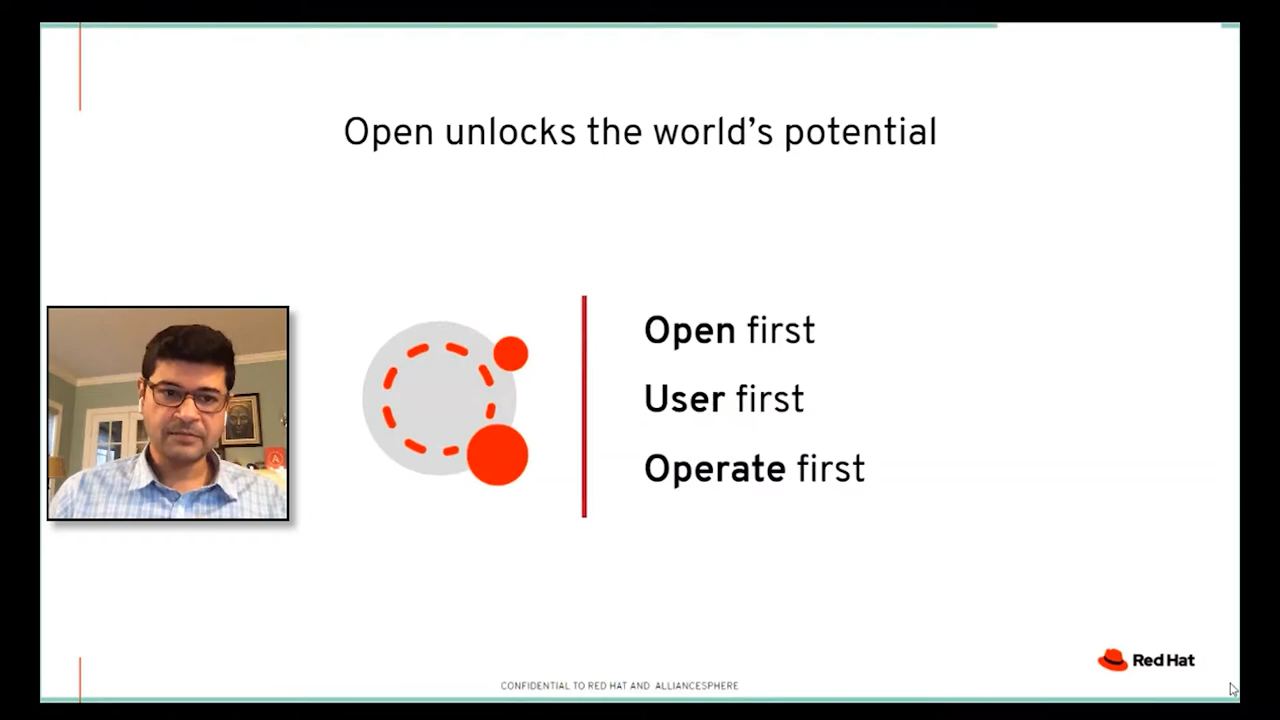 Open unlocks the world’s potential
Open first
User first
Operate first
Red Hat
CONFIDENTIAL TO RED HAT AND ALLIANCESPHERE